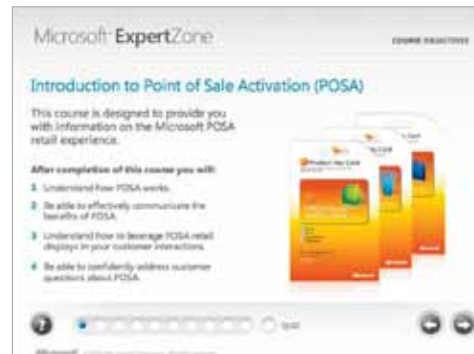 Microsoft ExpertZone
COURSE OBJECTIVES
Introduction to Point of Sale Activation (POSA)
This course is designed to provide you
with information on the Microsoft POSA
retail experience.
After completion of this course you will:
1 Understand how POSA works.
2 Be able to effectively communicate the
benefits of POSA.
3 Understand how to leverage POSA retail
displays in your customer interactions.
4 Be able to confidently address customer
questions about POSA.
Product Key Card
?
Quiz
Microsoft